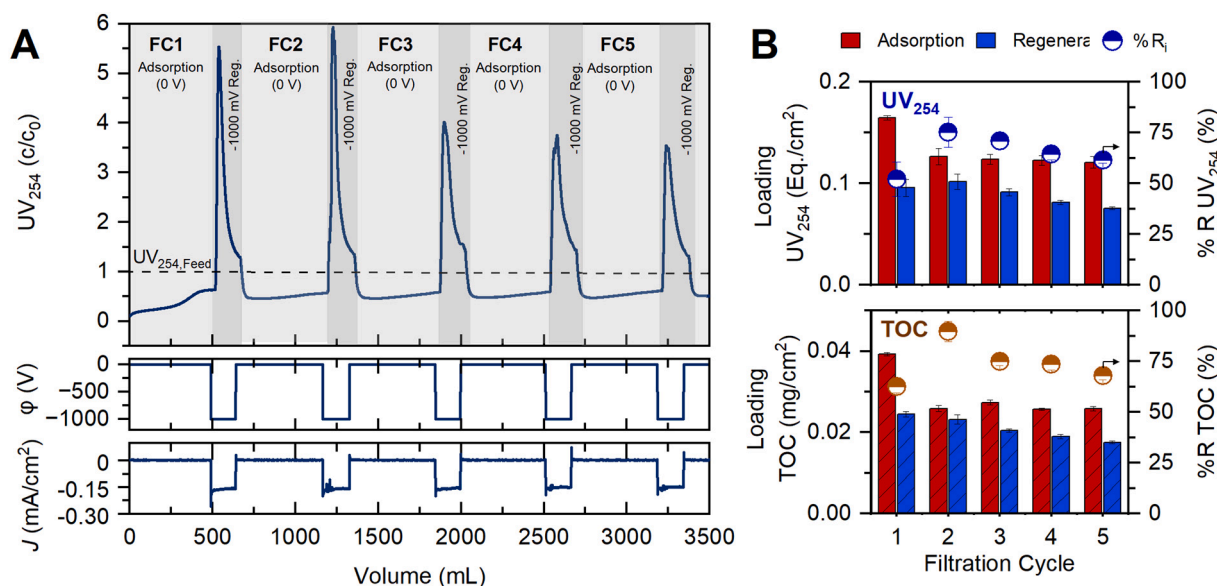 A
UV254 (c/c0)
6
5
4
3
2
1
0
FC1
Adsorption
(0 V)
-1000 mV Reg.
FC2
Adsorption
(0 V)
-1000 mV Reg.
FC3
Adsorption
(0 V)
-1000 mV Reg.
FC4
Adsorption
(0 V)
-1000 mV Reg.
FC5
Adsorption
(0 V)
-1000 mV Reg.
UV254,Feed
φ (V)
0
−500
−1000
J (mA/cm²)
0
-0.15
-0.30
0 500 1000 1500 2000 2500 3000 3500
Volume (mL)
B
Adsorption Regenera %Ri
UV254
Loading
UV254 (Eq./cm²)
0.2
0.1
0.0
100
75
50
25
0
% R UV254 (%)
TOC
Loading
TOC (mg/cm²)
0.04
0.02
0.00
100
75
50
25
0
%R TOC (%)
1 2 3 4 5
Filtration Cycle